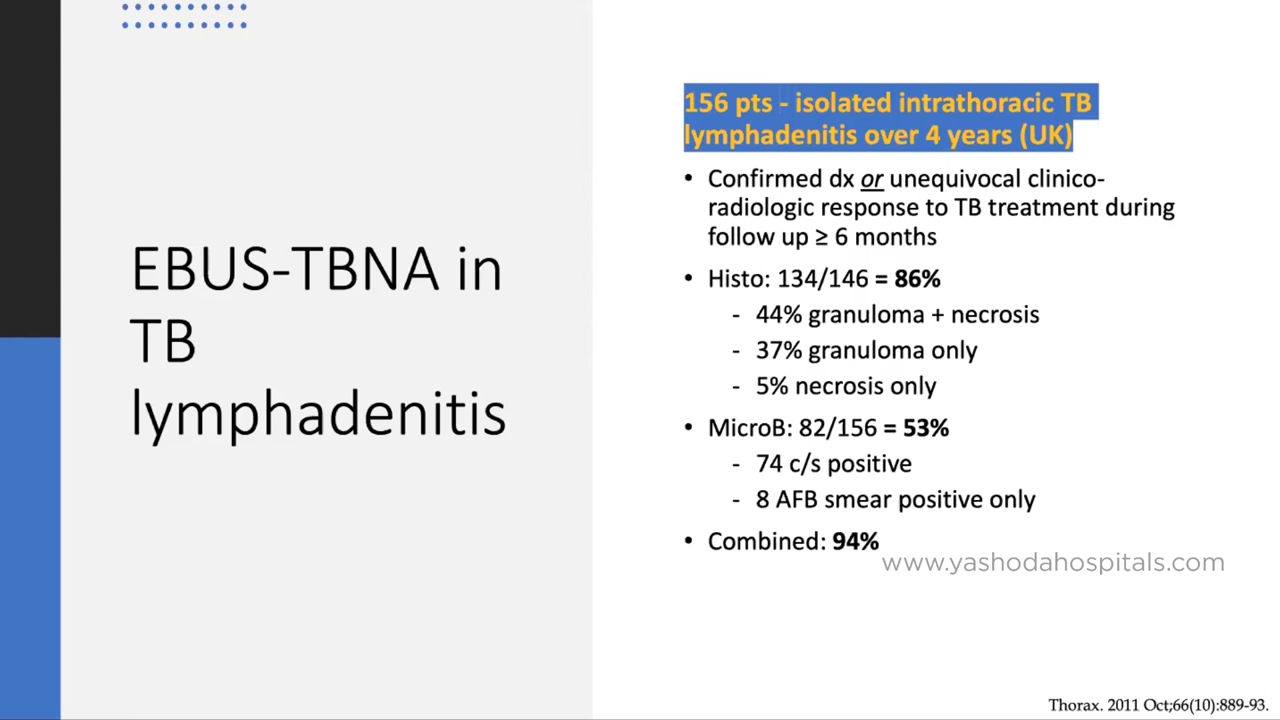 EBUS-TBNA in
TB
lymphadenitis
156 pts - isolated intrathoracic TB
lymphadenitis over 4 years (UK)
• Confirmed dx or unequivocal clinico-
radiologic response to TB treatment during
follow up ≥ 6 months
• Histo: 134/146 = 86%
- 44% granuloma + necrosis
- 37% granuloma only
- 5% necrosis only
• MicroB: 82/156 = 53%
- 74 c/s positive
- 8 AFB smear positive only
• Combined: 94%
www.yashodahospitals.com
Thorax. 2011 Oct;66(10):889-93.